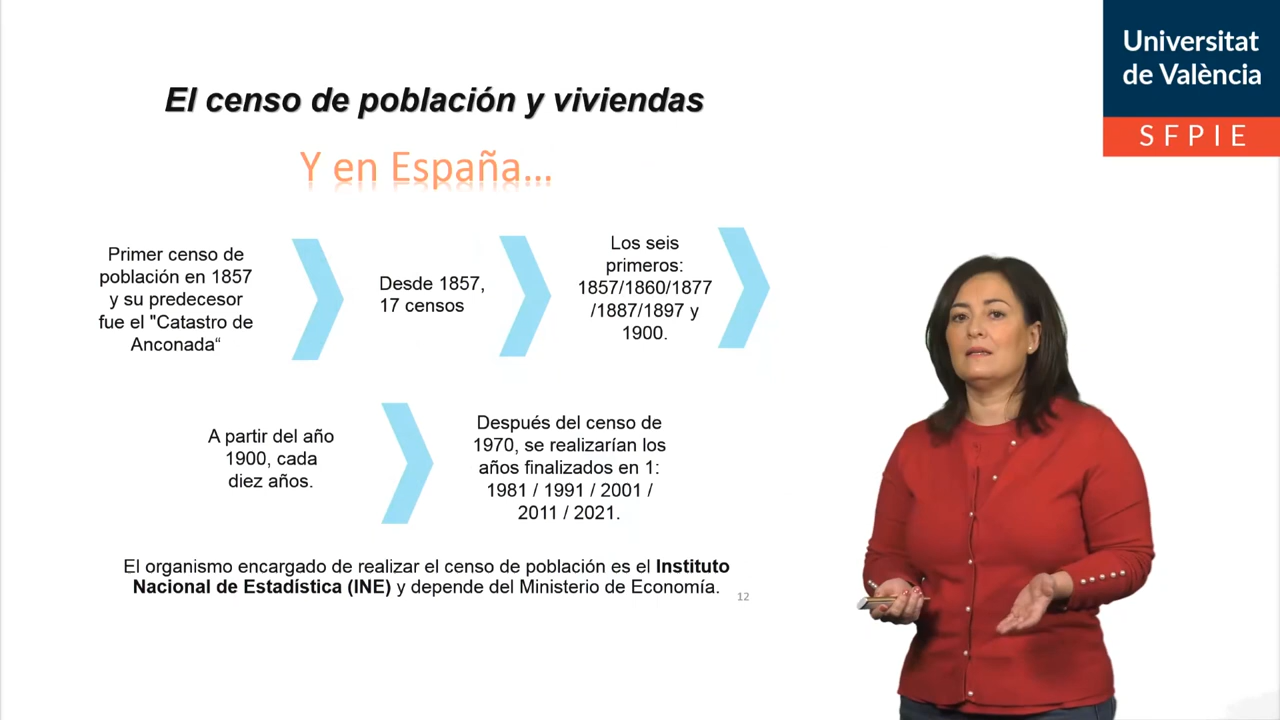 Universitat
de València
SFPIE
El censo de población y viviendas
Y en España...
Primer censo de
población en 1857
y su predecesor
fue el "Catastro de
Anconada“
Desde 1857,
17 censos
Los seis
primeros:
1857/1860/1877
/1887/1897 y
1900.
A partir del año
1900, cada
diez años.
Después del censo de
1970, se realizarían los
años finalizados en 1:
1981 / 1991 / 2001 /
2011 / 2021.
El organismo encargado de realizar el censo de población es el Instituto
Nacional de Estadística (INE) y depende del Ministerio de Economía.
12